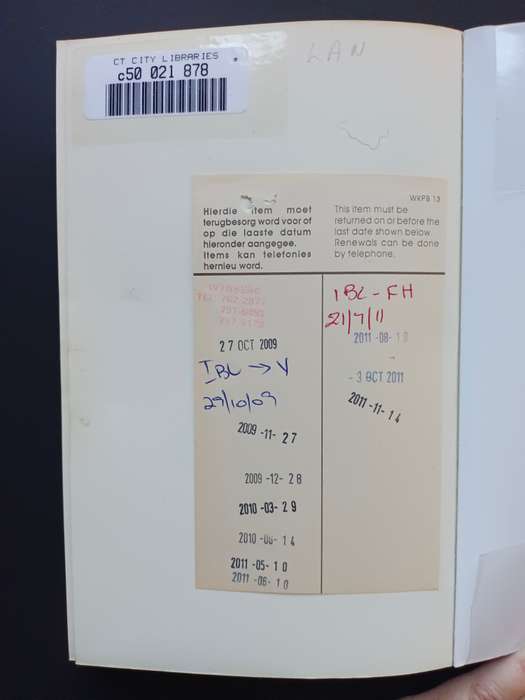 CT CITY LIBRARIES
c50 021 878
LAN
WKPB 13
Hierdie item moet
terugbesorg word voor of
op die laaste datum
hieronder aangegee.
Items kan telefonies
hernieu word.
TEL
27 OCT 2009
IBL → V
29/10/09
2009 -11- 27
2009 -12- 28
2010 -03- 29
2010 -06- 14
2011 -05- 10
2011 -06- 10
This item must be
returned on or before the
last date shown below
Renewals can be done
by telephone.
IBL - FH
21/7/11
2011 -08- 10
- 3 OCT 2011
2011 -11- 14